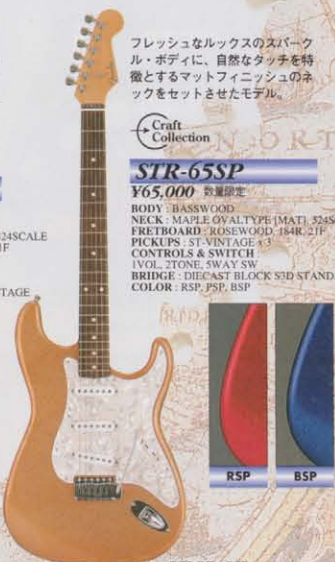 フレッシュなルックスのスパーク
ル・ボディに、自然なタッチを特
徴とするマットフィニッシュのネ
ックをセットさせたモデル。
Craft
Collection
STR-65SP
¥65,000 数量限定
BODY : BASSWOOD
NECK : MAPLE OVALTYPE [MAT] 324S
FRETBOARD : ROSEWOOD, 184R, 21F
PICKUPS : ST-VINTAGE x 3
CONTROLS & SWITCH
1VOL, 2TONE, 5WAY SW
BRIDGE : DIECAST BLOCK S3D STAND
COLOR : RSP, PSP, BSP
324SCALE
1F
TAGE
RSP
BSP